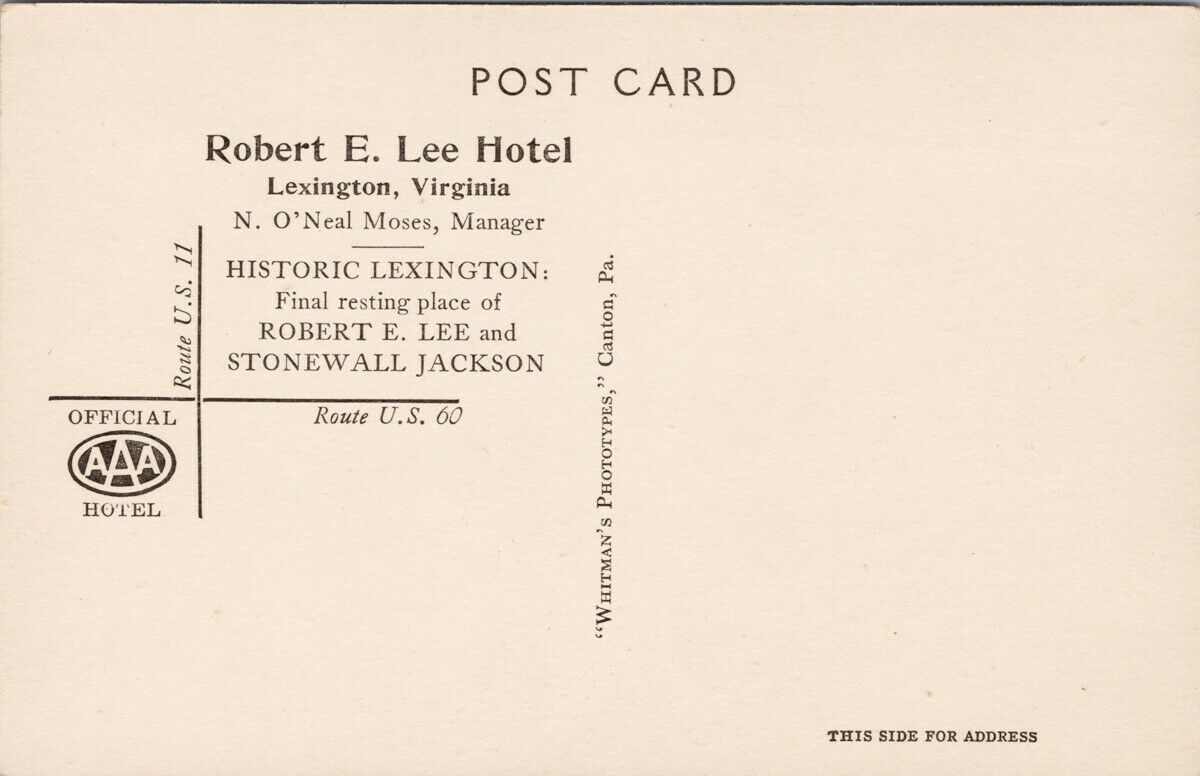 POST CARD
Robert E. Lee Hotel
Lexington, Virginia
N. O'Neal Moses, Manager
HISTORIC LEXINGTON:
Final resting place of
ROBERT E. LEE and
STONEWALL JACKSON
Route U.S. 11
Route U.S. 60
OFFICIAL
AAA
HOTEL
"WHITMAN'S PHOTOTYPES," Canton, Pa.
THIS SIDE FOR ADDRESS